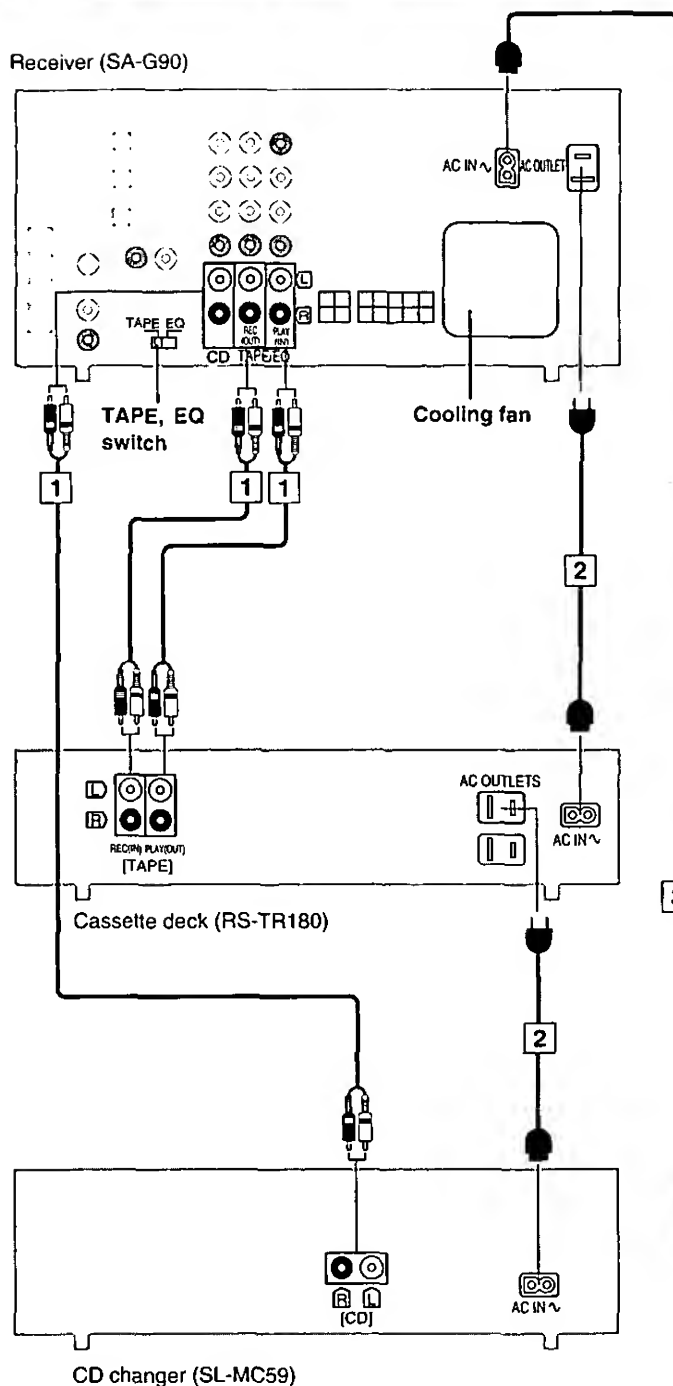 Receiver (SA-G90)
AC IN ∿
AC OUTLET
L
R
TAPE EQ
REC (OUT)
PLAY (IN)
CD TAPE/EQ
TAPE, EQ
switch
Cooling fan
1
1
1
2
L
R
REC(IN) PLAY(OUT)
[TAPE]
AC OUTLETS
AC IN ∿
Cassette deck (RS-TR180)
2
R L
[CD]
AC IN ∿
CD changer (SL-MC59)